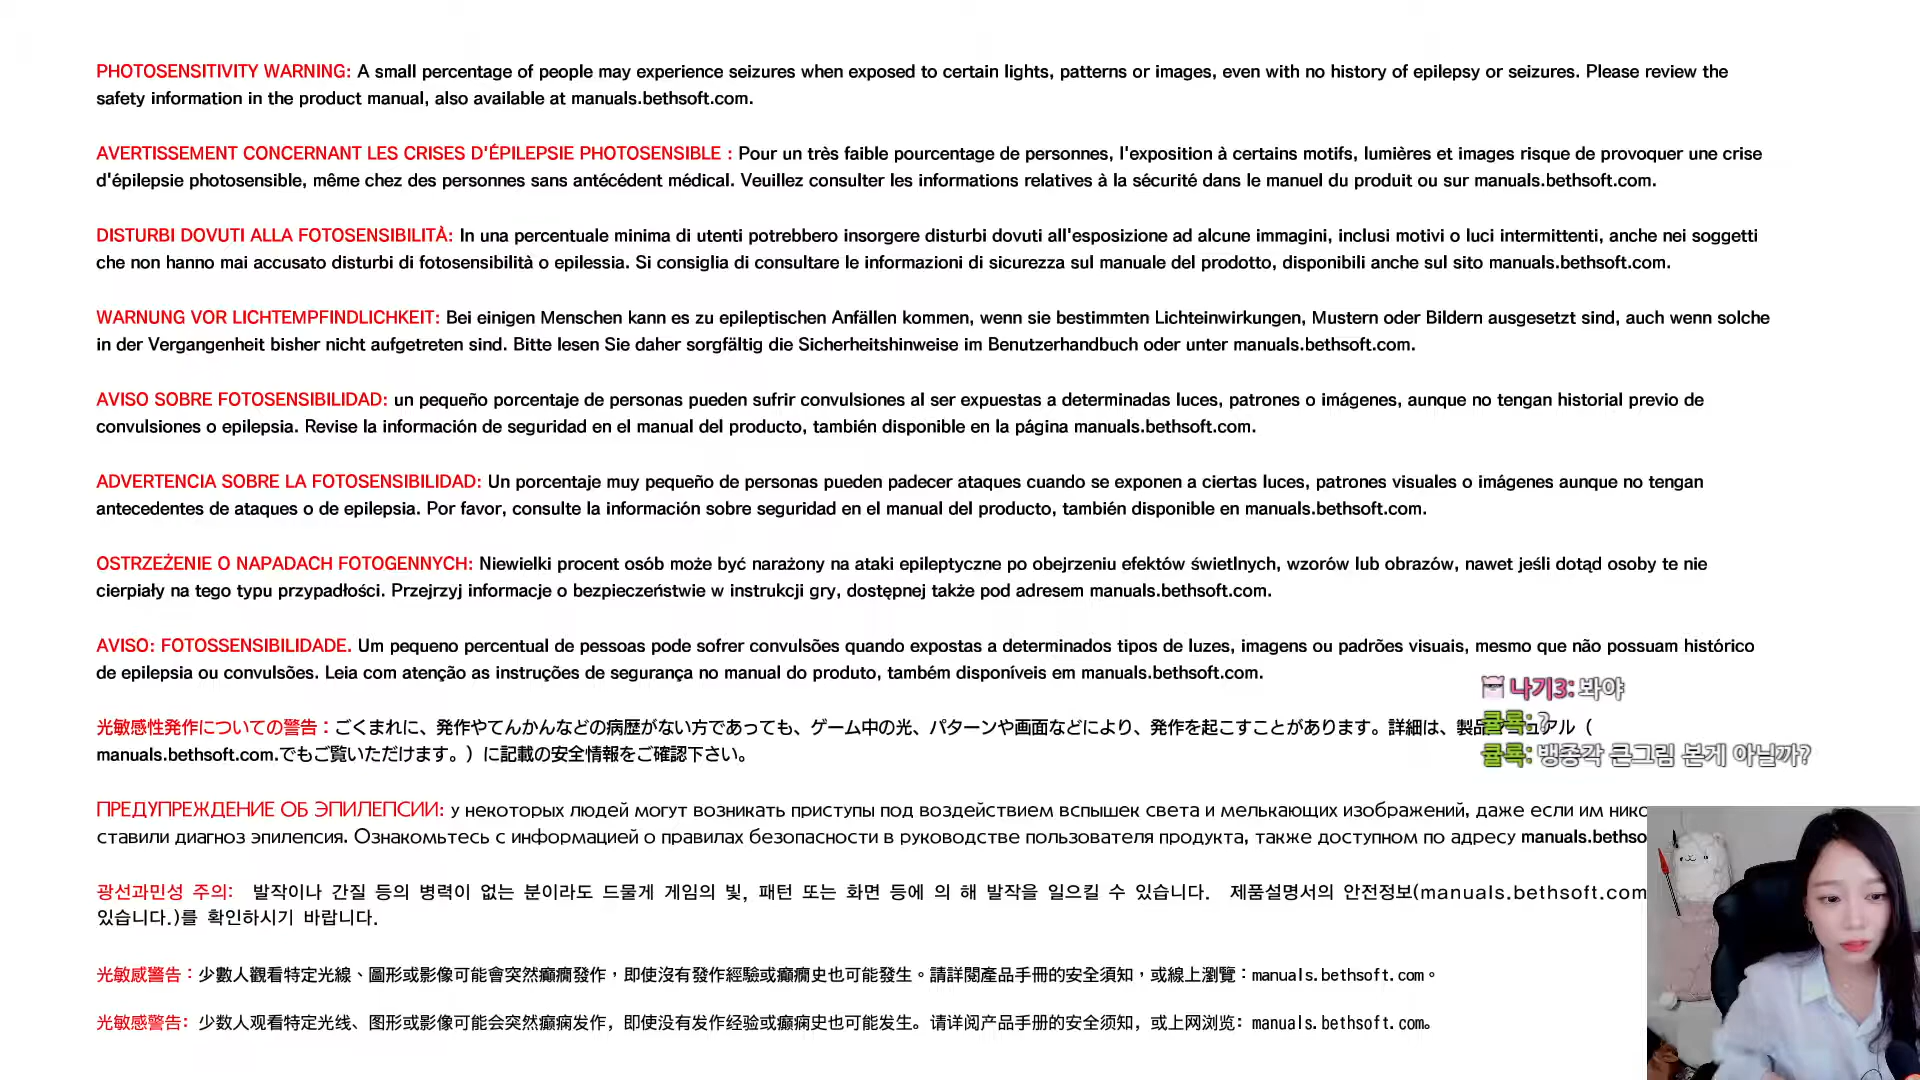 PHOTOSENSITIVITY WARNING: A small percentage of people may experience seizures when exposed to certain lights, patterns or images, even with no history of epilepsy or seizures. Please review the
safety information in the product manual, also available at manuals.bethsoft.com.
AVERTISSEMENT CONCERNANT LES CRISES D'ÉPILEPSIE PHOTOSENSIBLE : Pour un très faible pourcentage de personnes, l'exposition à certains motifs, lumières et images risque de provoquer une crise
d'épilepsie photosensible, même chez des personnes sans antécédent médical. Veuillez consulter les informations relatives à la sécurité dans le manuel du produit ou sur manuals.bethsoft.com.
DISTURBI DOVUTI ALLA FOTOSENSIBILITÀ: In una percentuale minima di utenti potrebbero insorgere disturbi dovuti all'esposizione ad alcune immagini, inclusi motivi o luci intermittenti, anche nei soggetti
che non hanno mai accusato disturbi di fotosensibilità o epilessia. Si consiglia di consultare le informazioni di sicurezza sul manuale del prodotto, disponibili anche sul sito manuals.bethsoft.com.
WARNUNG VOR LICHTEMPFINDLICHKEIT: Bei einigen Menschen kann es zu epileptischen Anfällen kommen, wenn sie bestimmten Lichteinwirkungen, Mustern oder Bildern ausgesetzt sind, auch wenn solche
in der Vergangenheit bisher nicht aufgetreten sind. Bitte lesen Sie daher sorgfältig die Sicherheitshinweise im Benutzerhandbuch oder unter manuals.bethsoft.com.
AVISO SOBRE FOTOSENSIBILIDAD: un pequeño porcentaje de personas pueden sufrir convulsiones al ser expuestas a determinadas luces, patrones o imágenes, aunque no tengan historial previo de
convulsiones o epilepsia. Revise la información de seguridad en el manual del producto, también disponible en la página manuals.bethsoft.com.
ADVERTENCIA SOBRE LA FOTOSENSIBILIDAD: Un porcentaje muy pequeño de personas pueden padecer ataques cuando se exponen a ciertas luces, patrones visuales o imágenes aunque no tengan
antecedentes de ataques o de epilepsia. Por favor, consulte la información sobre seguridad en el manual del producto, también disponible en manuals.bethsoft.com.
OSTRZEŻENIE O NAPADACH FOTOGENNYCH: Niewielki procent osób może być narażony na ataki epileptyczne po obejrzeniu efektów świetlnych, wzorów lub obrazów, nawet jeśli dotąd osoby te nie
cierpiały na tego typu przypadłości. Przejrzyj informacje o bezpieczeństwie w instrukcji gry, dostępnej także pod adresem manuals.bethsoft.com.
AVISO: FOTOSSENSIBILIDADE. Um pequeno percentual de pessoas pode sofrer convulsões quando expostas a determinados tipos de luzes, imagens ou padrões visuais, mesmo que não possuam histórico
de epilepsia ou convulsões. Leia com atenção as instruções de segurança no manual do produto, também disponíveis em manuals.bethsoft.com.
나기3: 봐야
光敏感性発作についての警告：ごくまれに、発作やてんかんなどの病歴がない方であっても、ゲーム中の光、パターンや画面などにより、発作を起こすことがあります。詳細は、製品 アル（
쿨록: ?
manuals.bethsoft.com.でもご覧いただけます。）に記載の安全情報をご確認下さい。
쿨록: 뱅종각 큰그림 본게 아닐까?
ПРЕДУПРЕЖДЕНИЕ ОБ ЭПИЛЕПСИИ: у некоторых людей могут возникать приступы под воздействием вспышек света и мелькающих изображений, даже если им нико
ставили диагноз эпилепсия. Ознакомьтесь с информацией о правилах безопасности в руководстве пользователя продукта, также доступном по адресу manuals.bethso
광선과민성 주의: 발작이나 간질 등의 병력이 없는 분이라도 드물게 게임의 빛, 패턴 또는 화면 등에 의 해 발작을 일으킬 수 있습니다. 제품설명서의 안전정보(manuals.bethsoft.com
있습니다.)를 확인하시기 바랍니다.
光敏感警告：少數人觀看特定光線、圖形或影像可能會突然癲癇發作，即使沒有發作經驗或癲癇史也可能發生。請詳閱產品手冊的安全須知，或線上瀏覽：manuals.bethsoft.com。
光敏感警告：少数人观看特定光线、图形或影像可能会突然癫痫发作，即使没有发作经验或癫痫史也可能发生。请详阅产品手册的安全须知，或上网浏览：manuals.bethsoft.com。